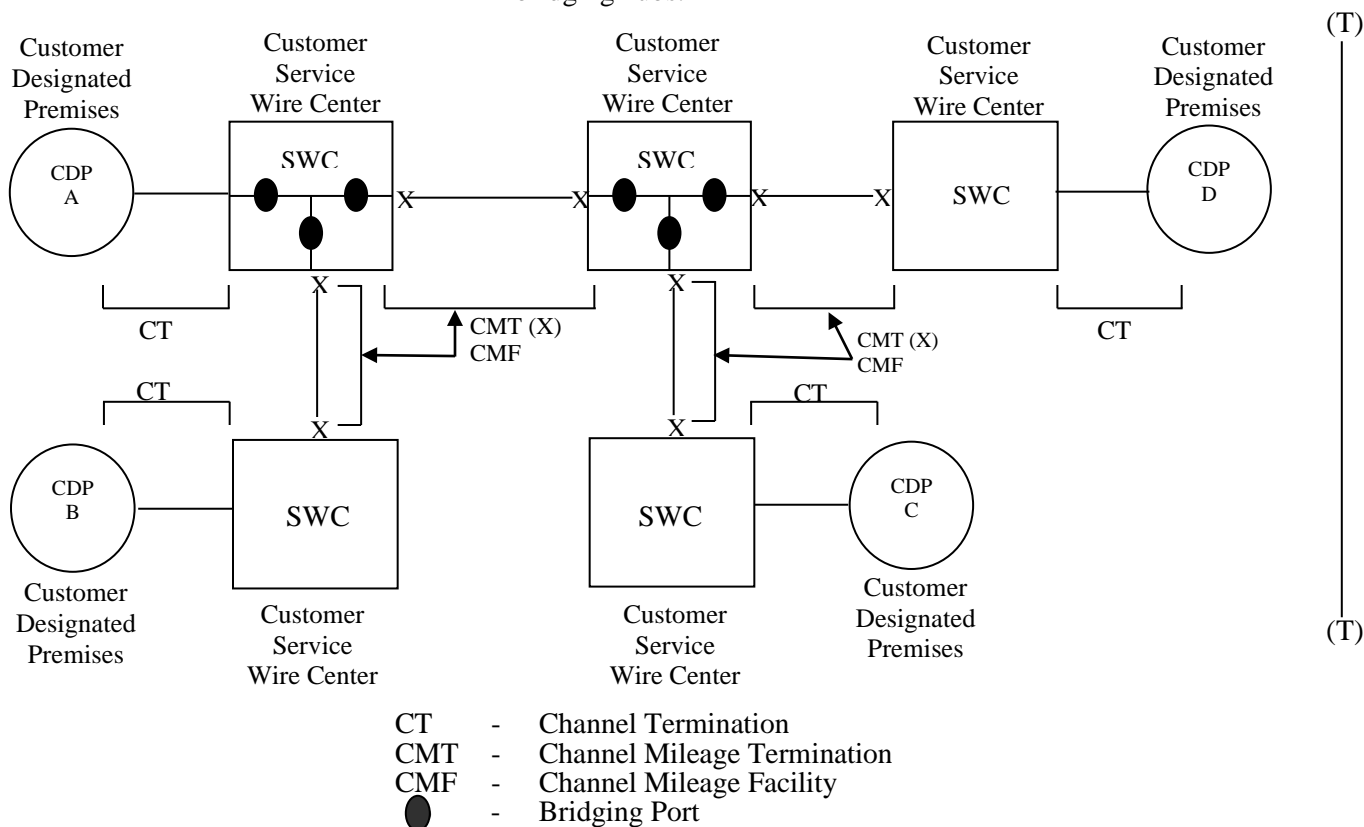 (T)
Customer
Designated
Premises
Customer
Service
Wire Center
Customer
Service
Wire Center
Customer
Service
Wire Center
Customer
Designated
Premises
CDP
A
SWC
X
X
SWC
X
X
SWC
CDP
D
X
X
CT
CMT (X)
CMF
CMT (X)
CMF
CT
CT
CT
X
X
CDP
B
SWC
SWC
CDP
C
Customer
Designated
Premises
Customer
Service
Wire Center
Customer
Service
Wire Center
Customer
Designated
Premises
(T)
CT - Channel Termination
CMT - Channel Mileage Termination
CMF - Channel Mileage Facility
- Bridging Port